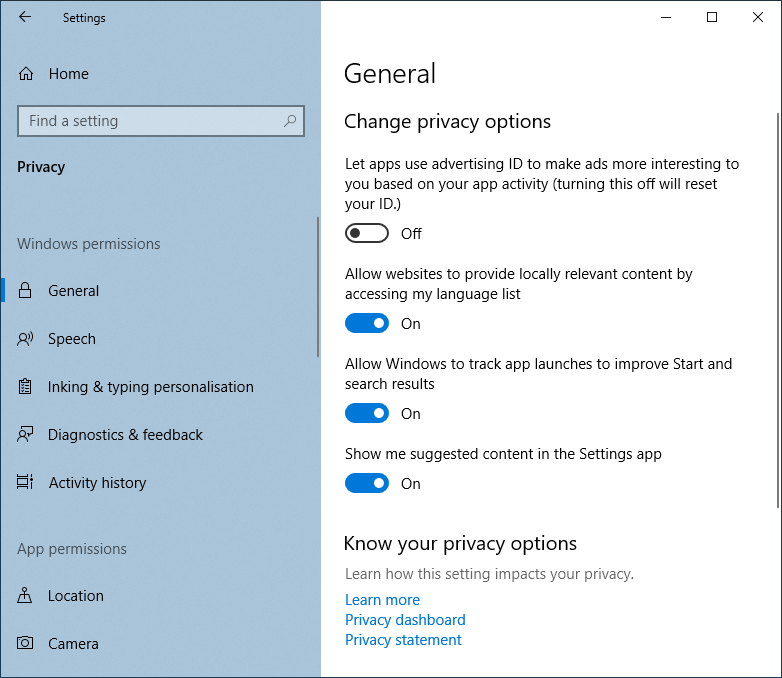 Settings
Home
Find a setting
Privacy
Windows permissions
General
Speech
Inking & typing personalisation
Diagnostics & feedback
Activity history
App permissions
Location
Camera
General
Change privacy options
Let apps use advertising ID to make ads more interesting to
you based on your app activity (turning this off will reset
your ID.)
Off
Allow websites to provide locally relevant content by
accessing my language list
On
Allow Windows to track app launches to improve Start and
search results
On
Show me suggested content in the Settings app
On
Know your privacy options
Learn how this setting impacts your privacy.
Learn more
Privacy dashboard
Privacy statement